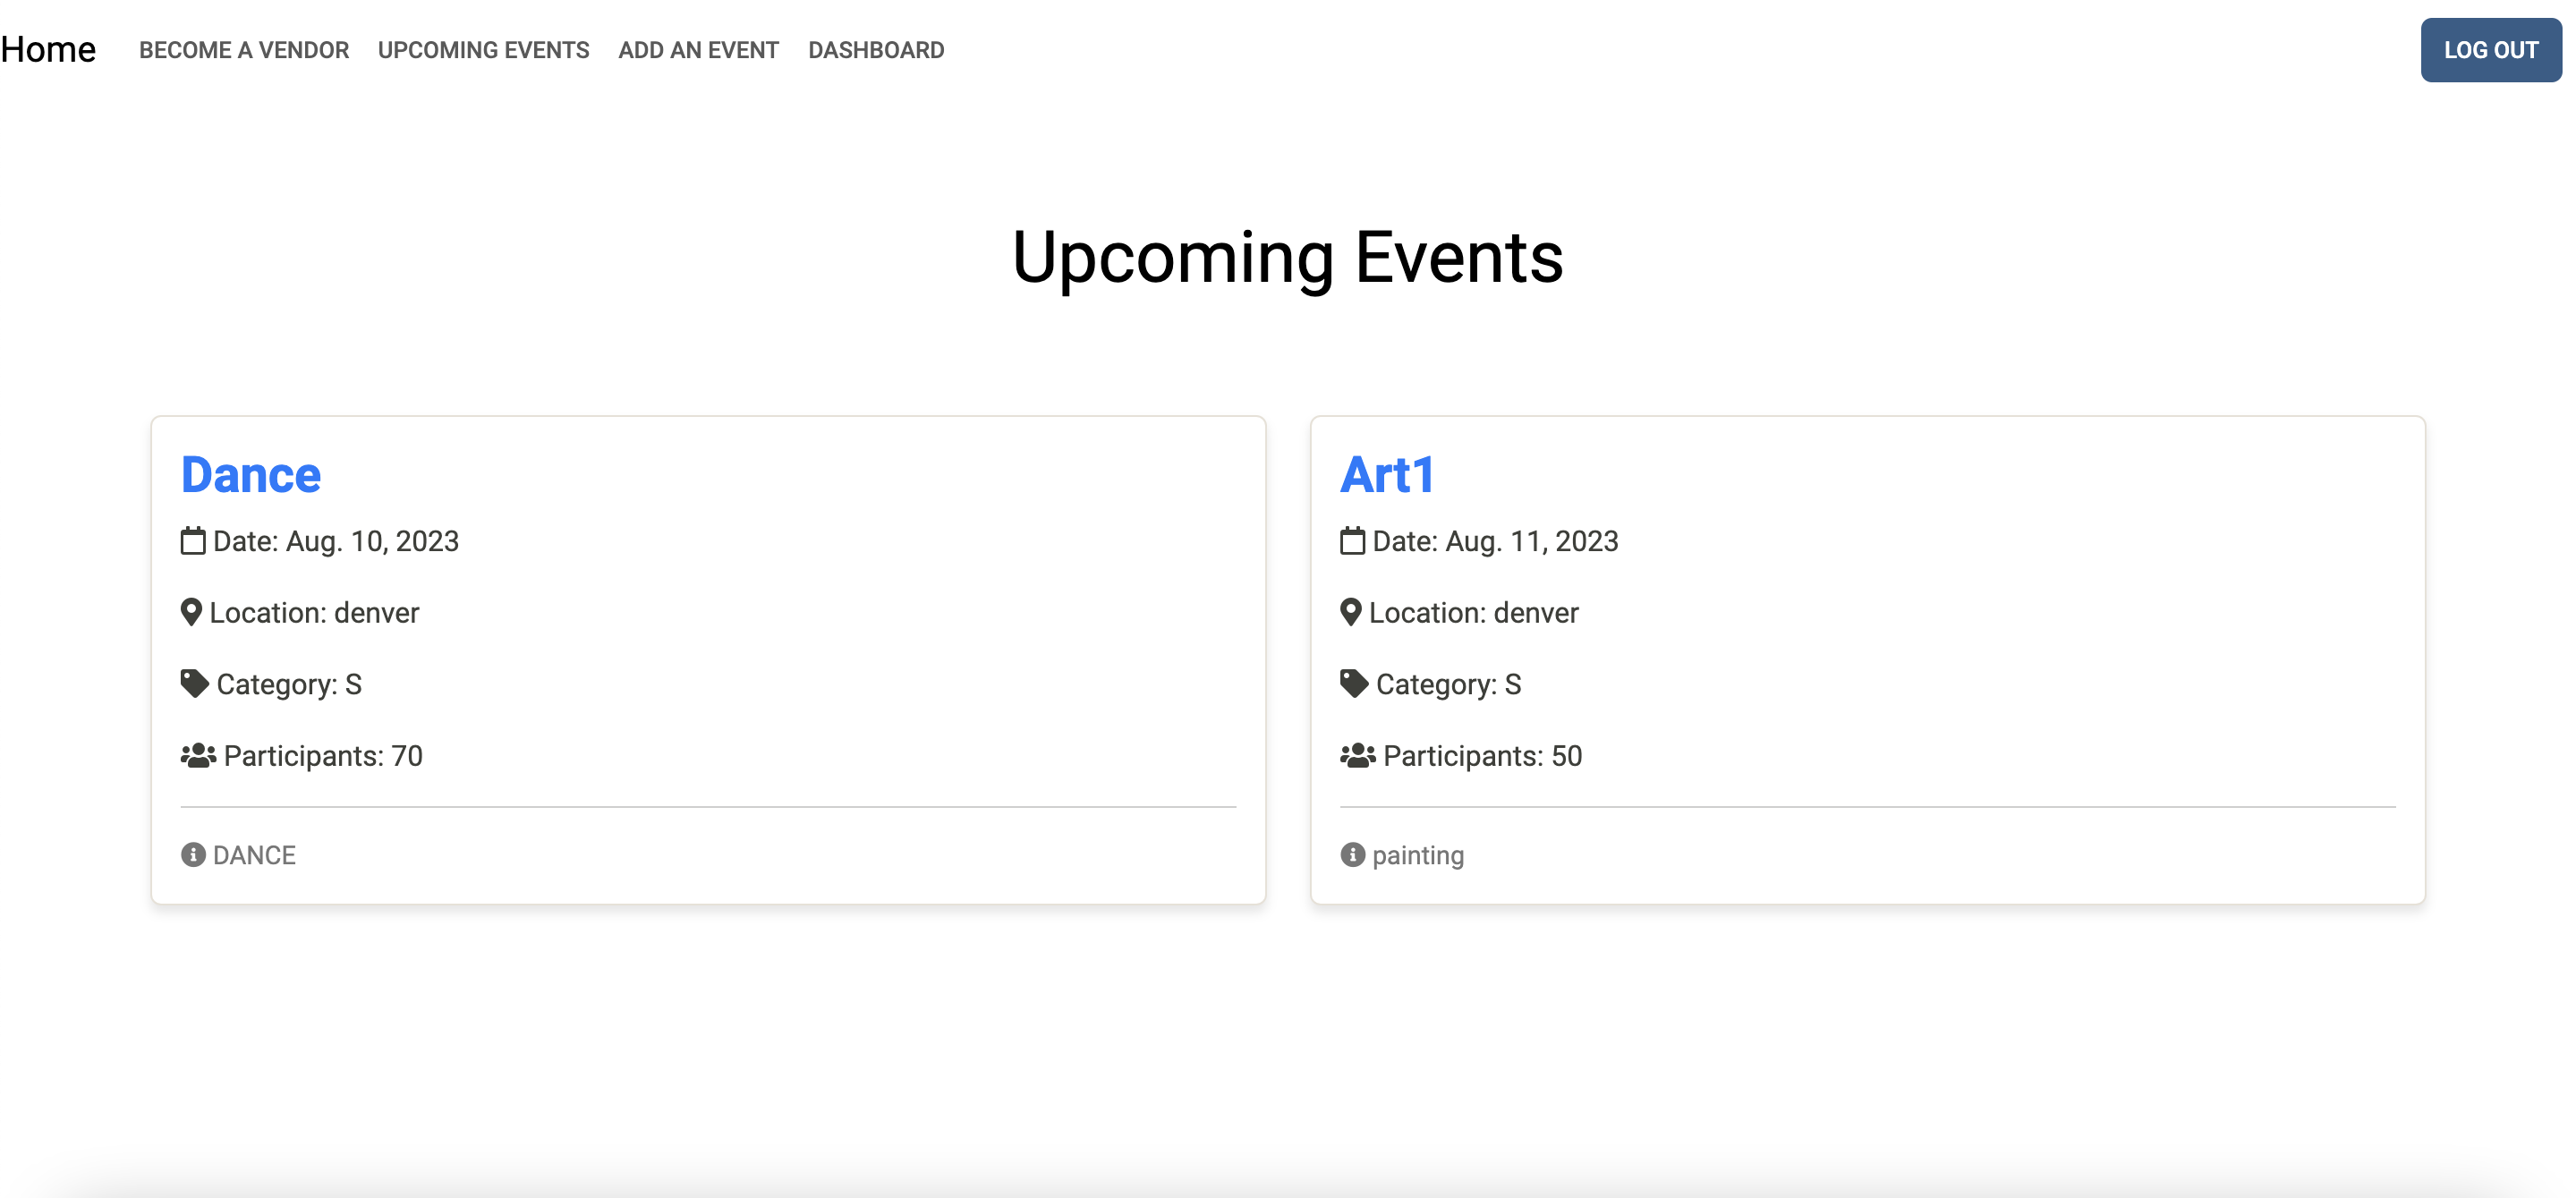 Home BECOME A VENDOR UPCOMING EVENTS ADD AN EVENT DASHBOARD LOG OUT
Upcoming Events
Dance
Date: Aug. 10, 2023
Location: denver
Category: S
Participants: 70
DANCE
Art1
Date: Aug. 11, 2023
Location: denver
Category: S
Participants: 50
painting